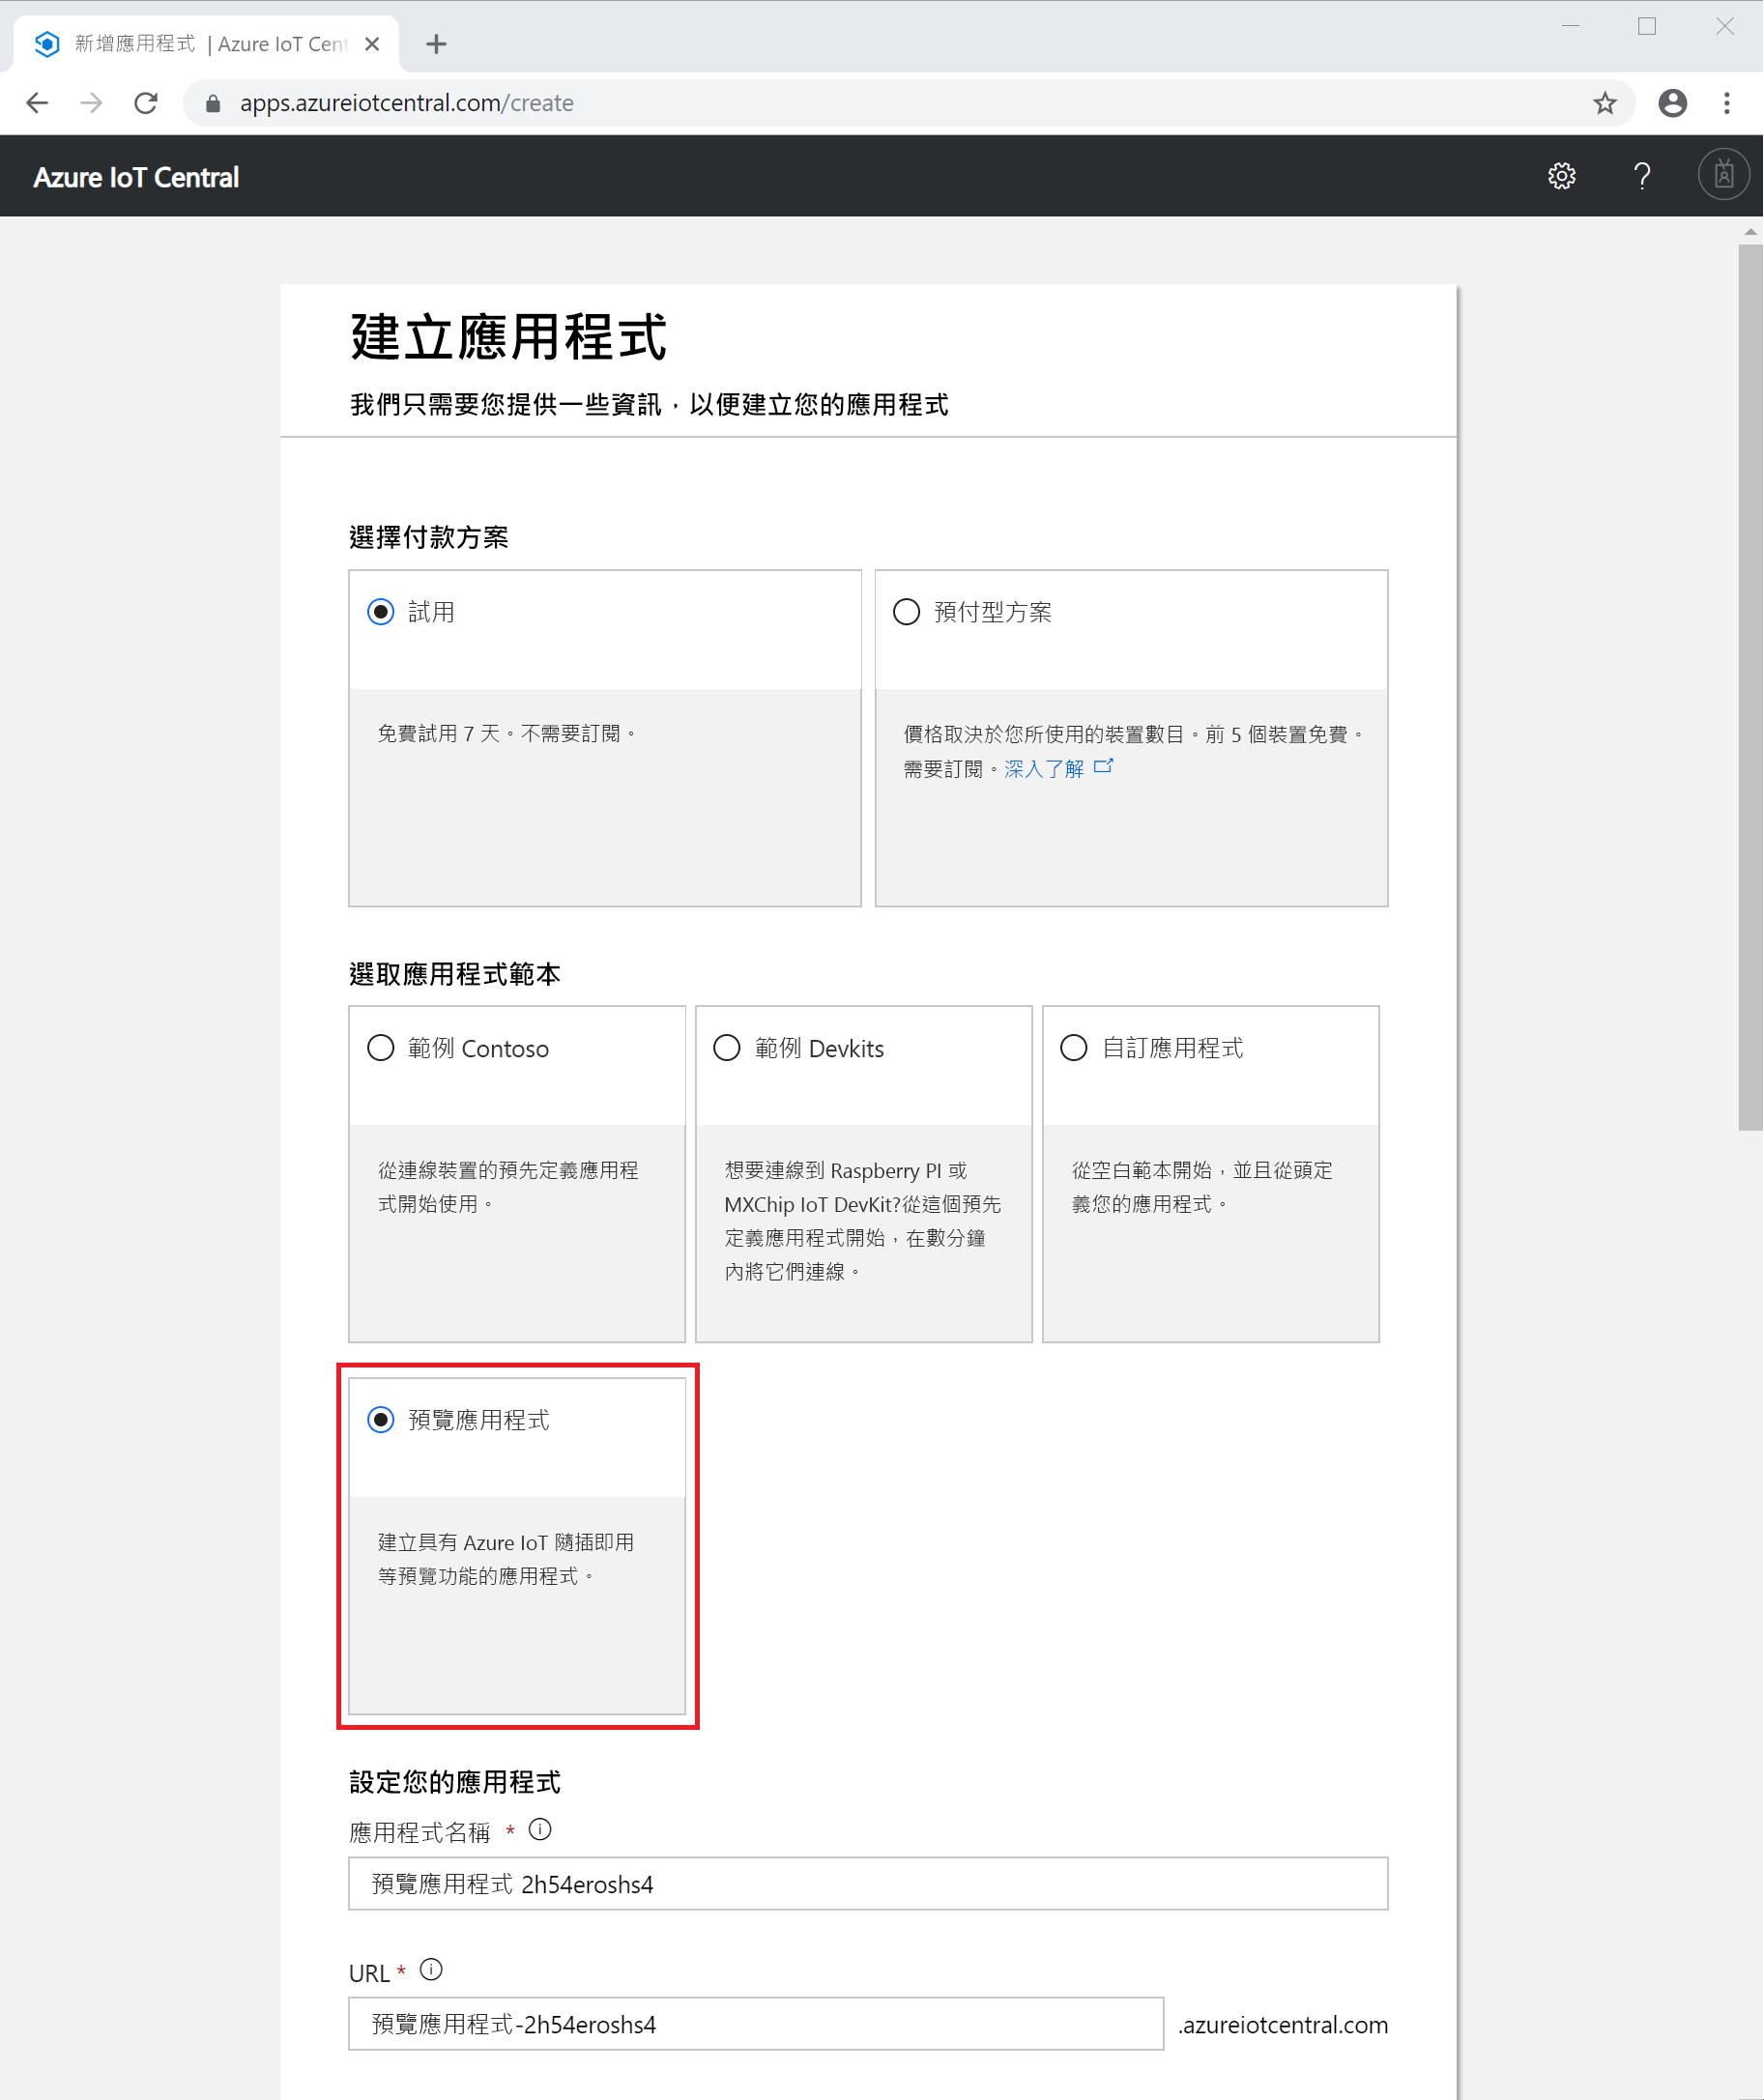 新增應用程式 | Azure IoT Cent
apps.azureiotcentral.com/create
Azure IoT Central
建立應用程式
我們只需要您提供一些資訊，以便建立您的應用程式
選擇付款方案
試用
預付型方案
免費試用 7 天。不需要訂閱。
價格取決於您所使用的裝置數目。前 5 個裝置免費。
需要訂閱。深入了解
選取應用程式範本
範例 Contoso
範例 Devkits
自訂應用程式
從連線裝置的預先定義應用程
式開始使用。
想要連線到 Raspberry PI 或
MXChip IoT DevKit?從這個預先
定義應用程式開始，在數分鐘
內將它們連線。
從空白範本開始，並且從頭定
義您的應用程式。
預覽應用程式
建立具有 Azure IoT 隨插即用
等預覽功能的應用程式。
設定您的應用程式
應用程式名稱 *
預覽應用程式 2h54eroshs4
URL *
預覽應用程式-2h54eroshs4
.azureiotcentral.com